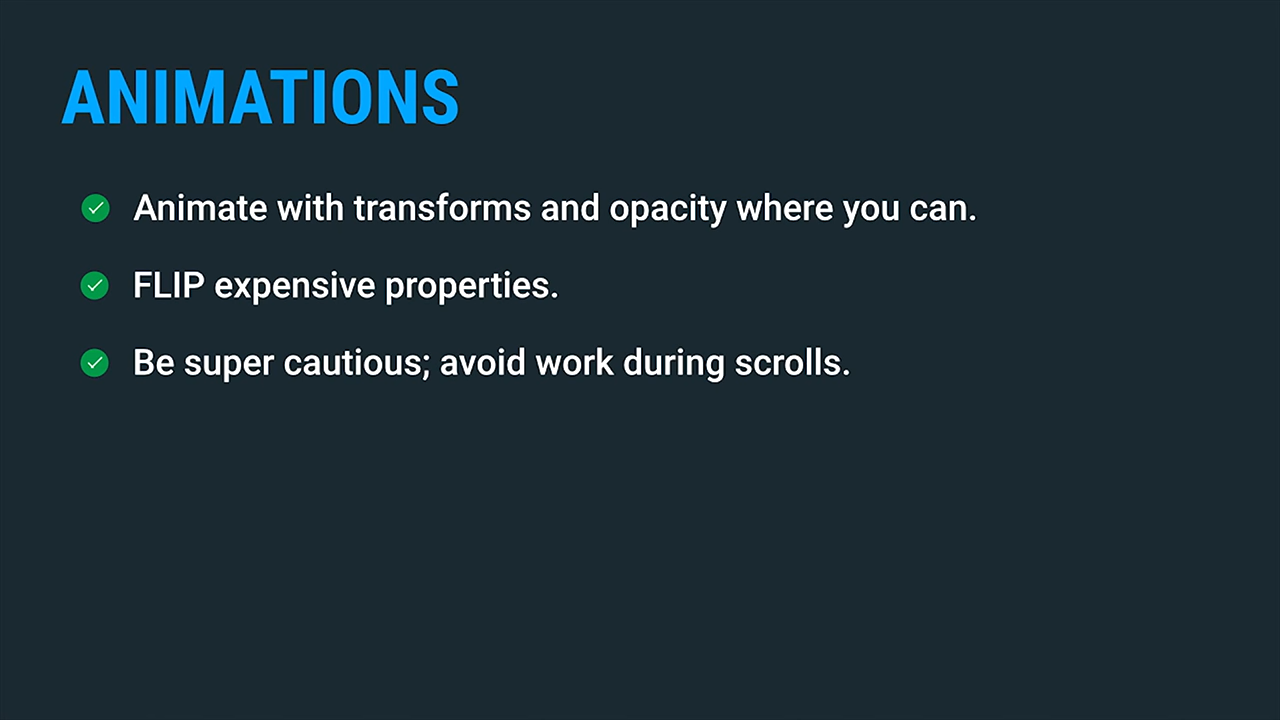 ANIMATIONS
Animate with transforms and opacity where you can.
FLIP expensive properties.
Be super cautious; avoid work during scrolls.